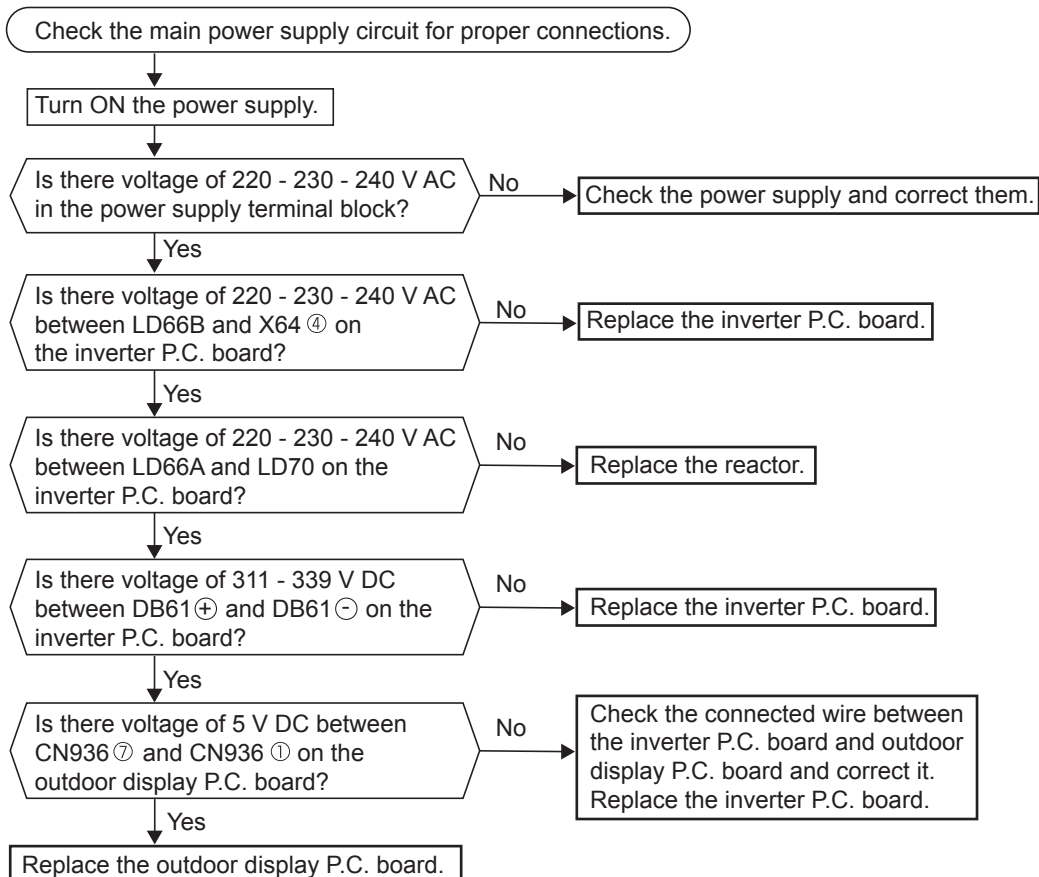 Check the main power supply circuit for proper connections.
Turn ON the power supply.
Is there voltage of 220 - 230 - 240 V AC
in the power supply terminal block?
No
Check the power supply and correct them.
Yes
Is there voltage of 220 - 230 - 240 V AC
between LD66B and X64 ④ on
the inverter P.C. board?
No
Replace the inverter P.C. board.
Yes
Is there voltage of 220 - 230 - 240 V AC
between LD66A and LD70 on the
inverter P.C. board?
No
Replace the reactor.
Yes
Is there voltage of 311 - 339 V DC
between DB61 ⊕ and DB61 ⊖ on the
inverter P.C. board?
No
Replace the inverter P.C. board.
Yes
Is there voltage of 5 V DC between
CN936 ⑦ and CN936 ① on the
outdoor display P.C. board?
No
Check the connected wire between
the inverter P.C. board and outdoor
display P.C. board and correct it.
Replace the inverter P.C. board.
Yes
Replace the outdoor display P.C. board.